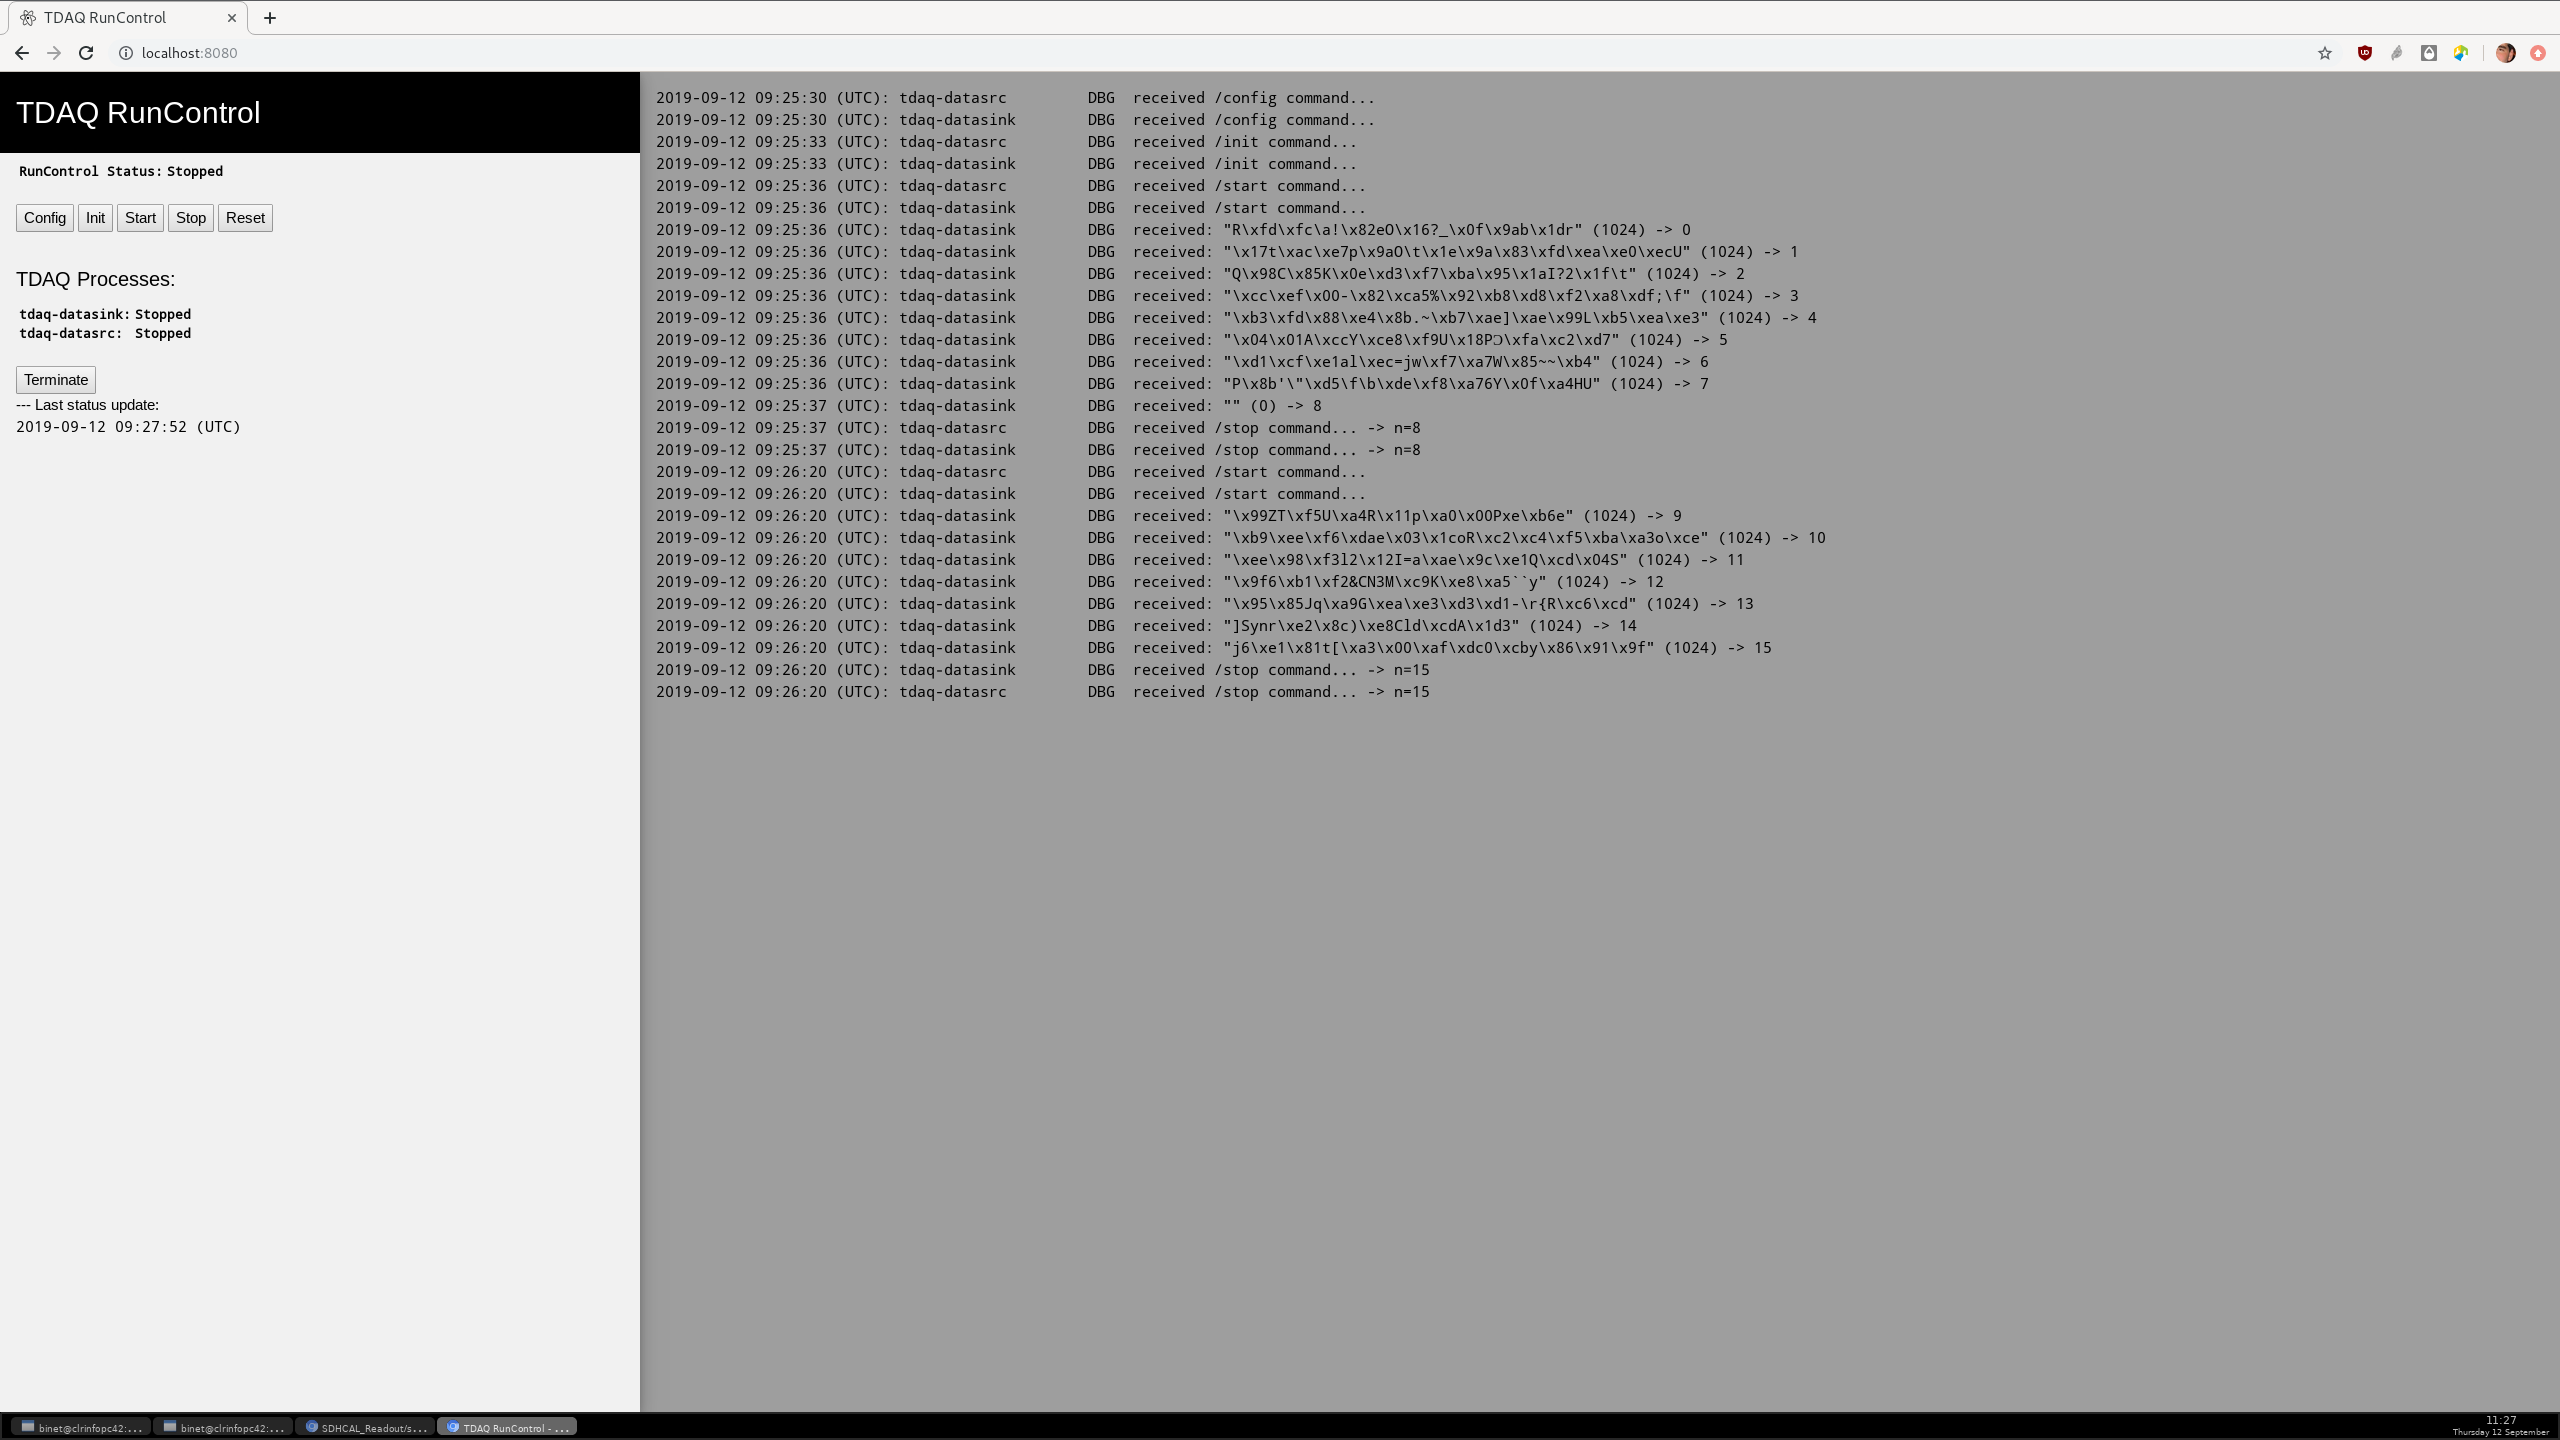 TDAQ RunControl
localhost:8080
TDAQ RunControl
RunControl Status: Stopped
Config Init Start Stop Reset
TDAQ Processes:
tdaq-datasink: Stopped
tdaq-datasrc: Stopped
Terminate
--- Last status update:
2019-09-12 09:27:52 (UTC)
2019-09-12 09:25:30 (UTC): tdaq-datasrc DBG received /config command...
2019-09-12 09:25:30 (UTC): tdaq-datasink DBG received /config command...
2019-09-12 09:25:33 (UTC): tdaq-datasrc DBG received /init command...
2019-09-12 09:25:33 (UTC): tdaq-datasink DBG received /init command...
2019-09-12 09:25:36 (UTC): tdaq-datasrc DBG received /start command...
2019-09-12 09:25:36 (UTC): tdaq-datasink DBG received /start command...
2019-09-12 09:25:36 (UTC): tdaq-datasink DBG received: "R\xfd\xfc\a!\x82eO\x16?_\x0f\x9ab\x1dr" (1024) -> 0
2019-09-12 09:25:36 (UTC): tdaq-datasink DBG received: "\x17t\xac\xe7p\x9aO\t\x1e\x9a\x83\xfd\xea\xe0\xecU" (1024) -> 1
2019-09-12 09:25:36 (UTC): tdaq-datasink DBG received: "Q\x98C\x85K\x0e\xd3\xf7\xba\x95\x1aI?2\x1f\t" (1024) -> 2
2019-09-12 09:25:36 (UTC): tdaq-datasink DBG received: "\xcc\xef\x00-\x82\xca5%\x92\xb8\xd8\xf2\xa8\xdf;\f" (1024) -> 3
2019-09-12 09:25:36 (UTC): tdaq-datasink DBG received: "\xb3\xfd\x88\xe4\x8b.~\xb7\xae]\xae\x99L\xb5\xea\xe3" (1024) -> 4
2019-09-12 09:25:36 (UTC): tdaq-datasink DBG received: "\x04\x01A\xccY\xce8\xf9U\x18PƆ\xfa\xc2\xd7" (1024) -> 5
2019-09-12 09:25:36 (UTC): tdaq-datasink DBG received: "\xd1\xcf\xe1al\xec=jw\xf7\xa7W\x85~~\xb4" (1024) -> 6
2019-09-12 09:25:36 (UTC): tdaq-datasink DBG received: "P\x8b'\"\xd5\f\b\xde\xf8\xa76Y\x0f\xa4HU" (1024) -> 7
2019-09-12 09:25:37 (UTC): tdaq-datasink DBG received: "" (0) -> 8
2019-09-12 09:25:37 (UTC): tdaq-datasrc DBG received /stop command... -> n=8
2019-09-12 09:25:37 (UTC): tdaq-datasink DBG received /stop command... -> n=8
2019-09-12 09:26:20 (UTC): tdaq-datasrc DBG received /start command...
2019-09-12 09:26:20 (UTC): tdaq-datasink DBG received /start command...
2019-09-12 09:26:20 (UTC): tdaq-datasink DBG received: "\x99ZT\xf5U\xa4R\x11p\xa0\x00Pxe\xb6e" (1024) -> 9
2019-09-12 09:26:20 (UTC): tdaq-datasink DBG received: "\xb9\xee\xf6\xdae\x03\x1coR\xc2\xc4\xf5\xba\xa3o\xce" (1024) -> 10
2019-09-12 09:26:20 (UTC): tdaq-datasink DBG received: "\xee\x98\xf3l2\x12I=a\xae\x9c\xe1Q\xcd\x04S" (1024) -> 11
2019-09-12 09:26:20 (UTC): tdaq-datasink DBG received: "\x9f6\xb1\xf2&CN3M\xc9K\xe8\xa5``y" (1024) -> 12
2019-09-12 09:26:20 (UTC): tdaq-datasink DBG received: "\x95\x85Jq\xa9G\xea\xe3\xd3\xd1-\r{R\xc6\xcd" (1024) -> 13
2019-09-12 09:26:20 (UTC): tdaq-datasink DBG received: "]Synr\xe2\x8c)\xe8Cld\xcdA\x1d3" (1024) -> 14
2019-09-12 09:26:20 (UTC): tdaq-datasink DBG received: "j6\xe1\x81t[\xa3\x00\xaf\xdc0\xcby\x86\x91\x9f" (1024) -> 15
2019-09-12 09:26:20 (UTC): tdaq-datasink DBG received /stop command... -> n=15
2019-09-12 09:26:20 (UTC): tdaq-datasrc DBG received /stop command... -> n=15
binet@clrinfopc42:... binet@clrinfopc42:... SDHCAL_Readout/s... TDAQ RunControl - ...
11:27
Thursday 12 September